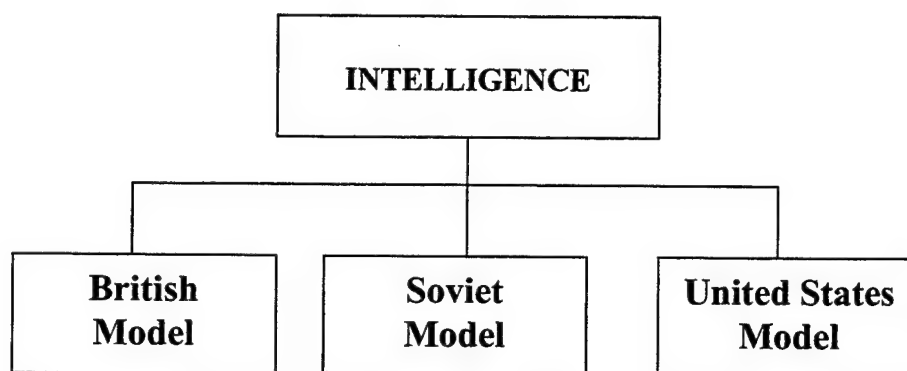 INTELLIGENCE
British
Model
Soviet
Model
United States
Model